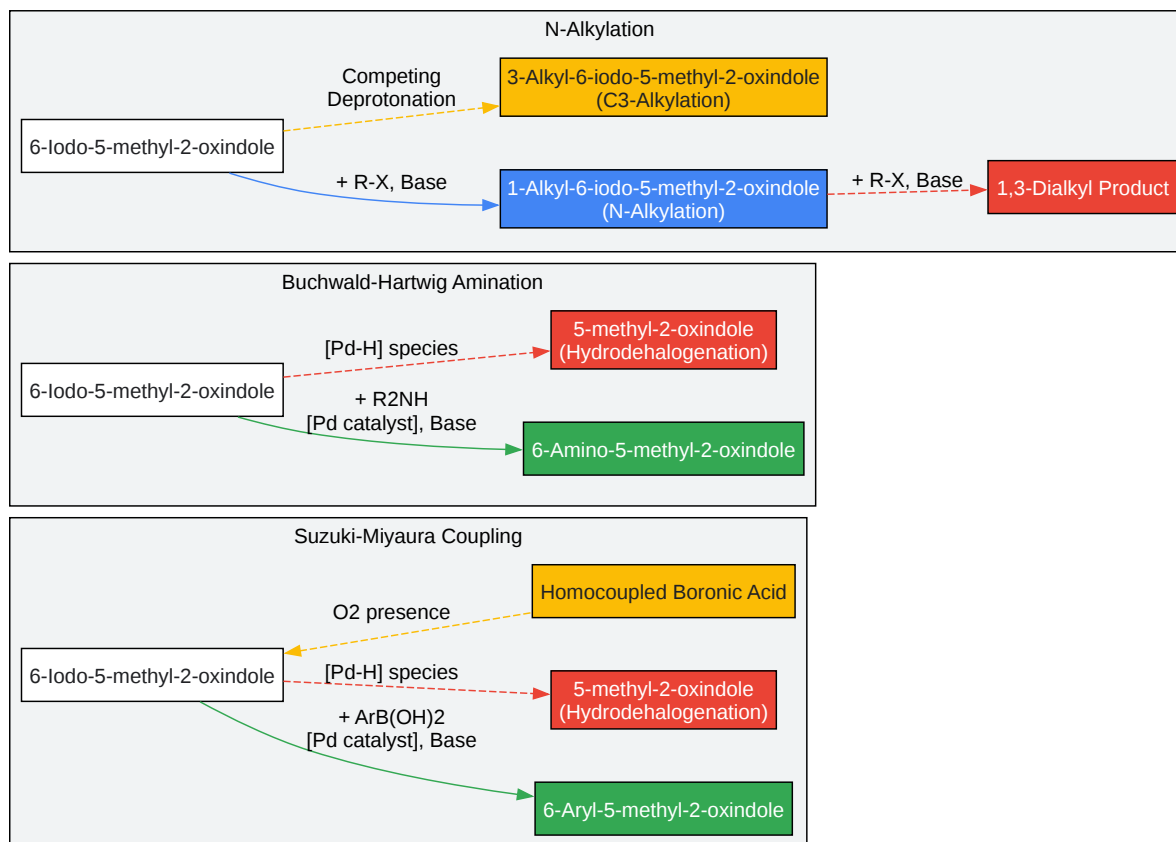 N-Alkylation
Competing
Deprotonation
3-Alkyl-6-iodo-5-methyl-2-oxindole
(C3-Alkylation)
6-Iodo-5-methyl-2-oxindole
+ R-X, Base
1-Alkyl-6-iodo-5-methyl-2-oxindole
(N-Alkylation)
+ R-X, Base
1,3-Dialkyl Product
Buchwald-Hartwig Amination
[Pd-H] species
5-methyl-2-oxindole
(Hydrodehalogenation)
6-Iodo-5-methyl-2-oxindole
+ R2NH
[Pd catalyst], Base
6-Amino-5-methyl-2-oxindole
Suzuki-Miyaura Coupling
Homocoupled Boronic Acid
O2 presence
6-Iodo-5-methyl-2-oxindole
[Pd-H] species
5-methyl-2-oxindole
(Hydrodehalogenation)
+ ArB(OH)2
[Pd catalyst], Base
6-Aryl-5-methyl-2-oxindole